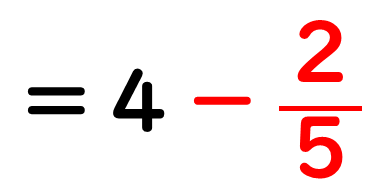 = 4 - 2/5